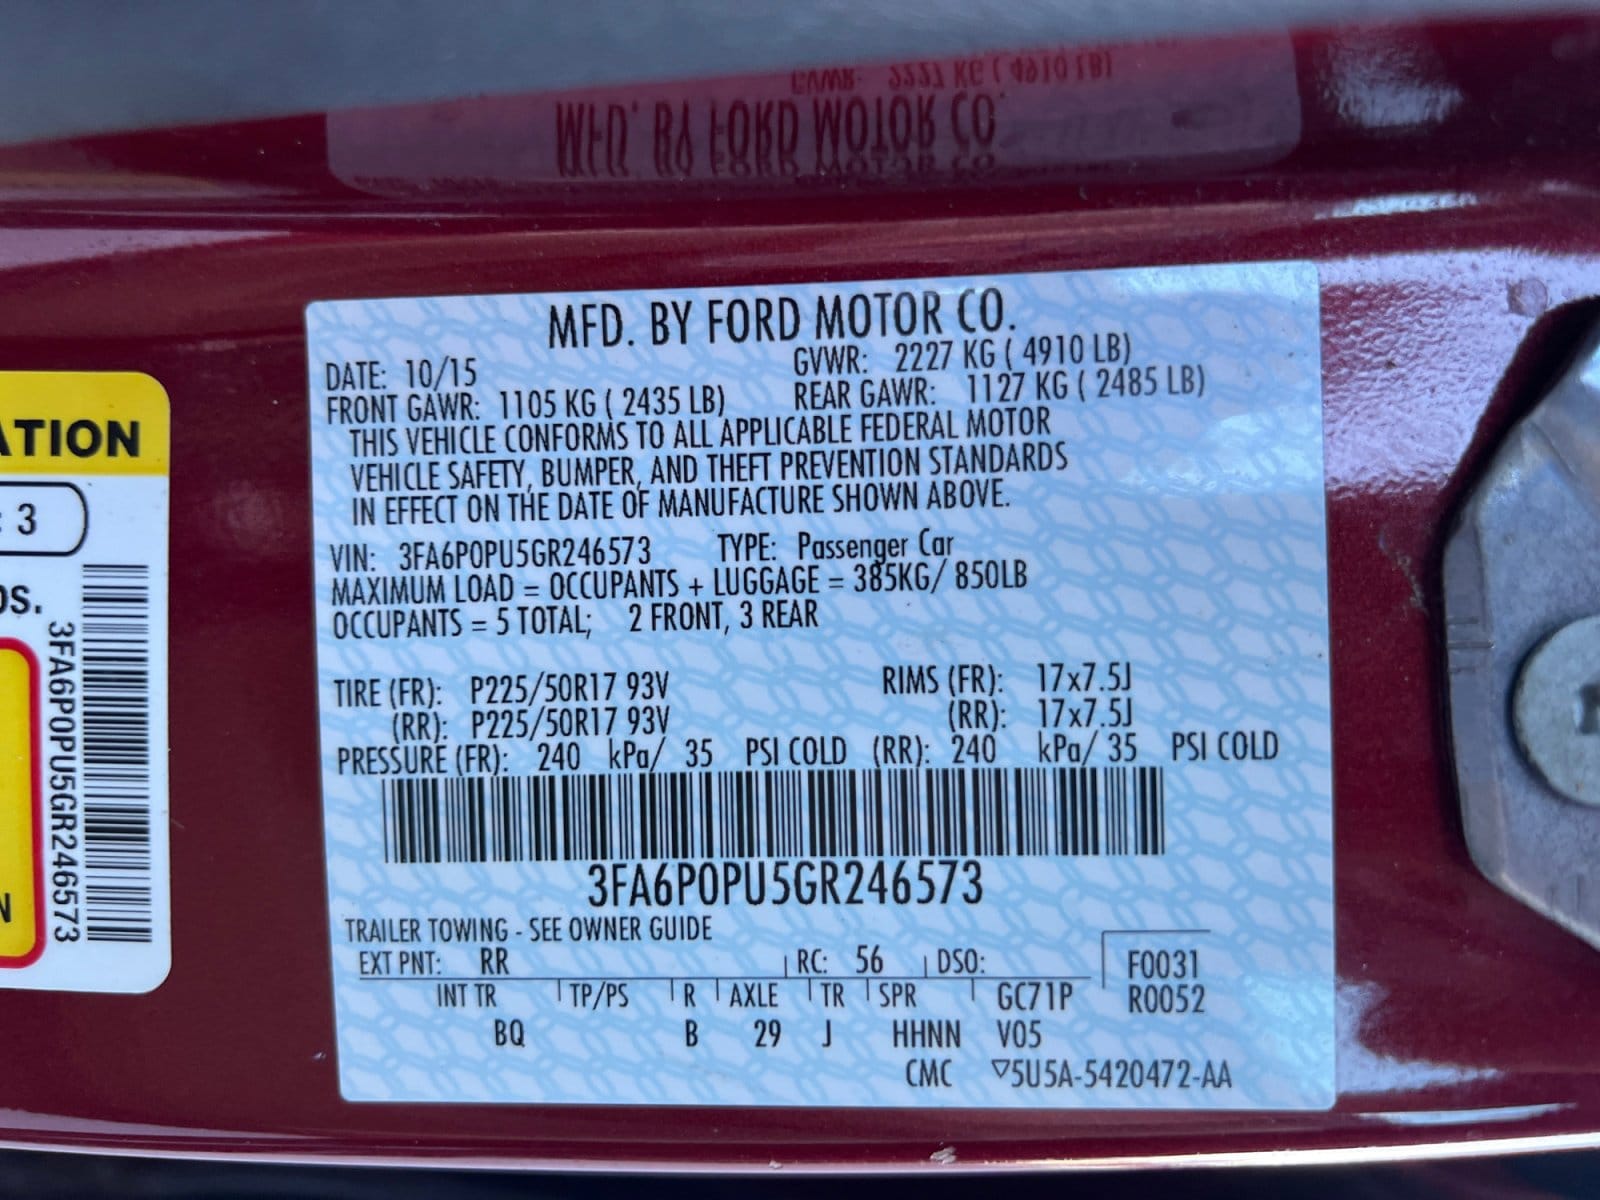 MFD. BY FORD MOTOR CO.
DATE: 10/15 GVWR: 2227 KG ( 4910 LB)
FRONT GAWR: 1105 KG ( 2435 LB) REAR GAWR: 1127 KG ( 2485 LB)
THIS VEHICLE CONFORMS TO ALL APPLICABLE FEDERAL MOTOR
VEHICLE SAFETY, BUMPER, AND THEFT PREVENTION STANDARDS
IN EFFECT ON THE DATE OF MANUFACTURE SHOWN ABOVE.
VIN: 3FA6P0PU5GR246573 TYPE: Passenger Car
MAXIMUM LOAD = OCCUPANTS + LUGGAGE = 385KG/ 850LB
OCCUPANTS = 5 TOTAL; 2 FRONT, 3 REAR
TIRE (FR): P225/50R17 93V RIMS (FR): 17x7.5J
(RR): P225/50R17 93V (RR): 17x7.5J
PRESSURE (FR): 240 kPa/ 35 PSI COLD (RR): 240 kPa/ 35 PSI COLD
3FA6P0PU5GR246573
TRAILER TOWING - SEE OWNER GUIDE
EXT PNT: RR RC: 56 DSO: F0031
INT TR TP/PS R AXLE TR SPR GC71P R0052
BQ B 29 J HHNN V05
CMC ▽5U5A-5420472-AA
ATION
: 3
OS.
3FA6P0PU5GR246573
N